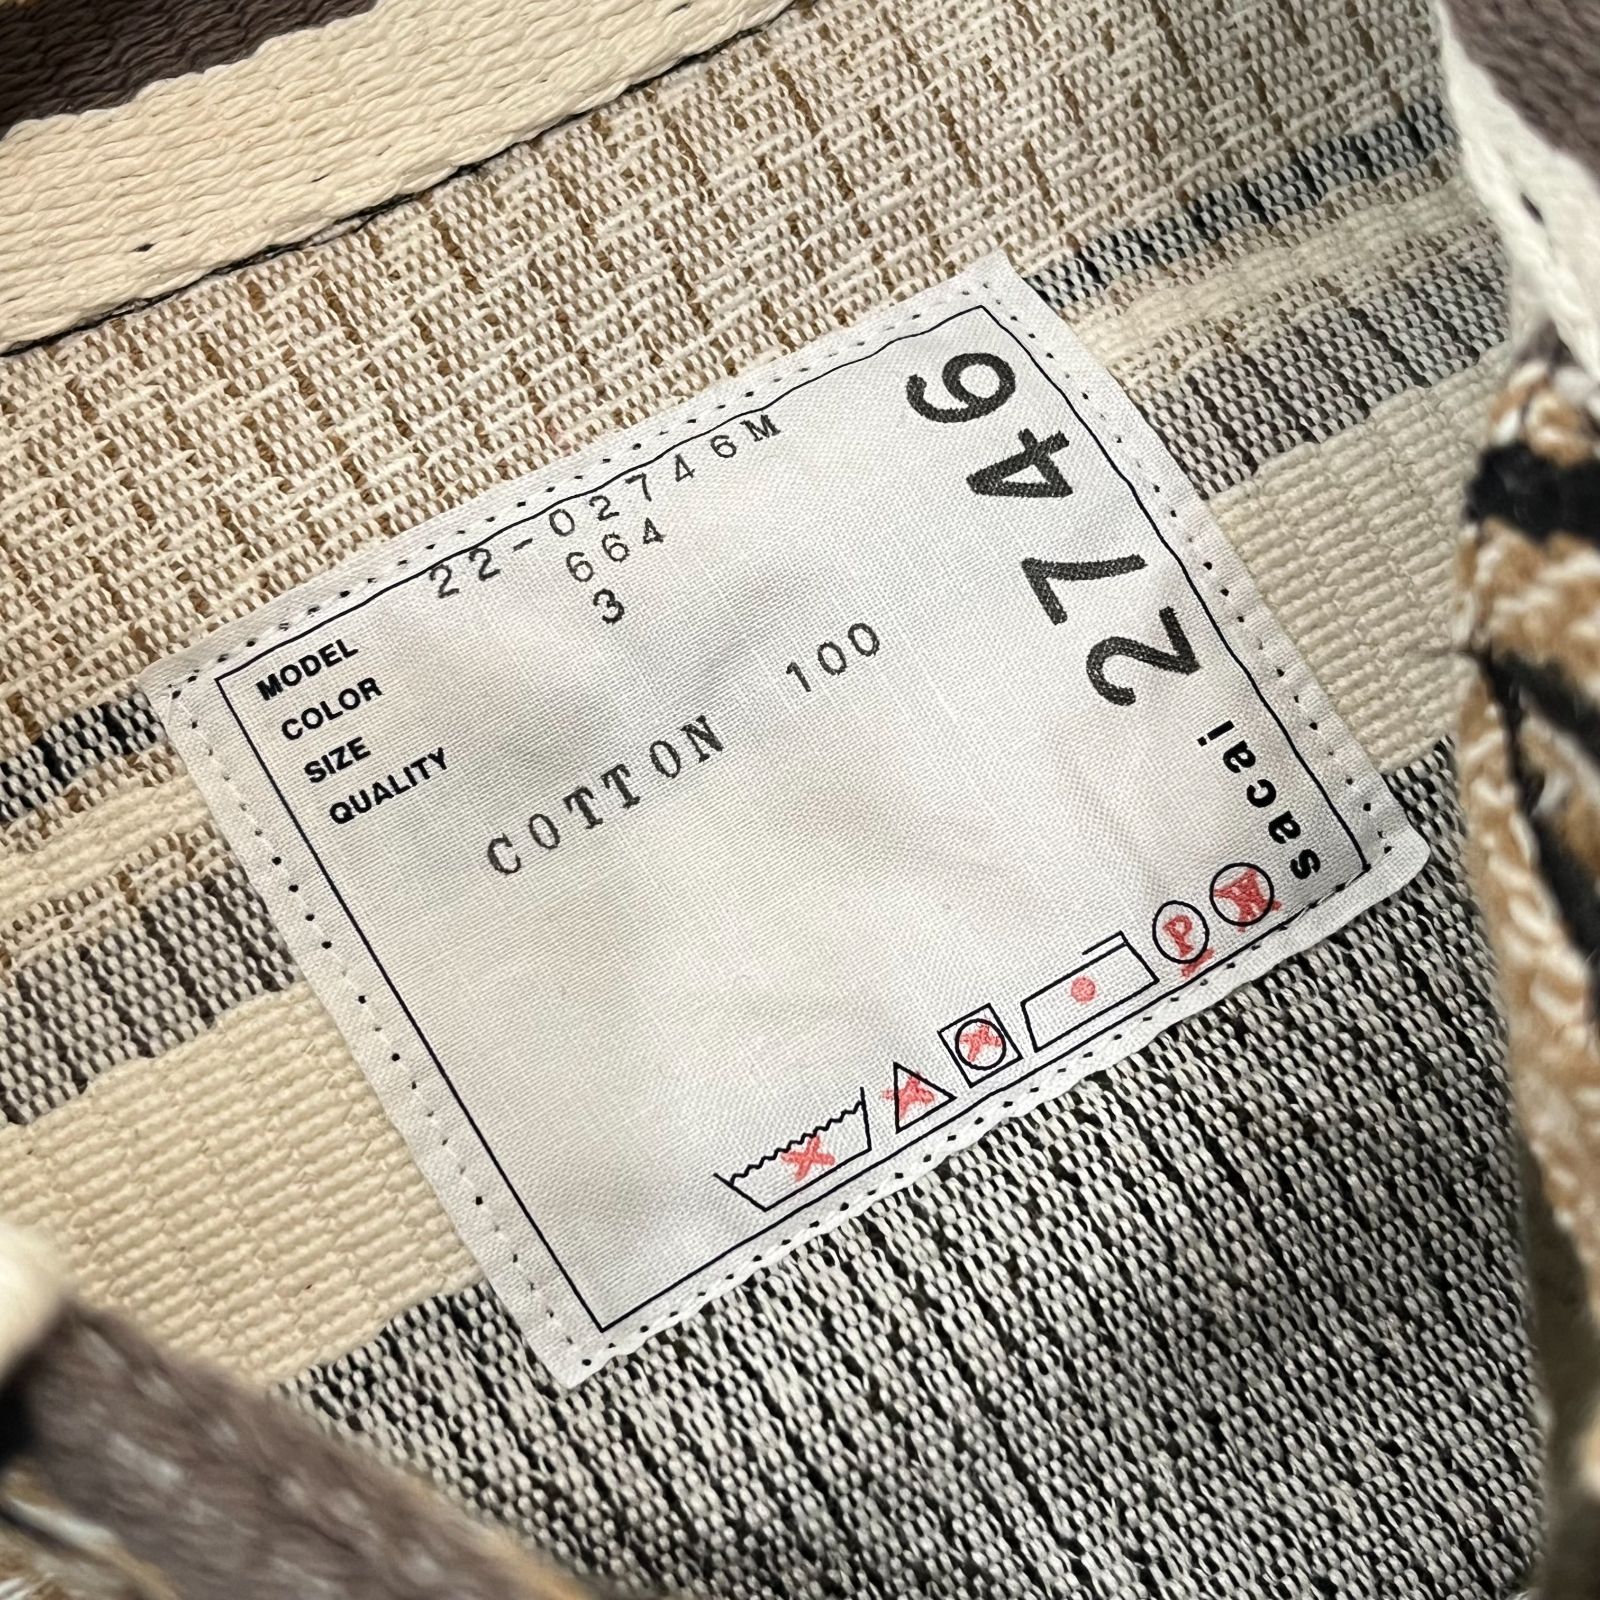 MODEL 22-02746M
COLOR 664
SIZE 3
QUALITY
COTTON 100
2746
sacai
P
W